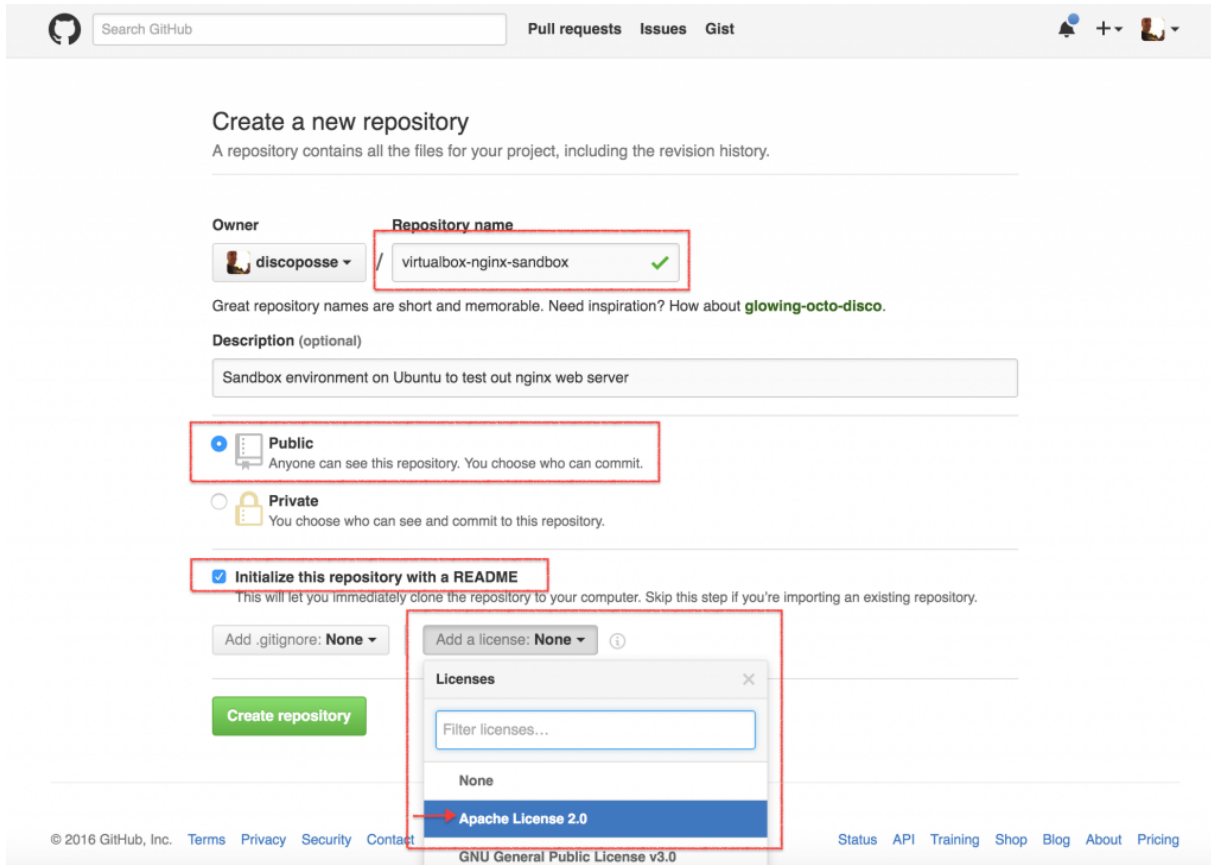 Search GitHub Pull requests Issues Gist
Create a new repository
A repository contains all the files for your project, including the revision history.
Owner Repository name
discoposse / virtualbox-nginx-sandbox
Great repository names are short and memorable. Need inspiration? How about glowing-octo-disco.
Description (optional)
Sandbox environment on Ubuntu to test out nginx web server
Public
Anyone can see this repository. You choose who can commit.
Private
You choose who can see and commit to this repository.
Initialize this repository with a README
This will let you immediately clone the repository to your computer. Skip this step if you're importing an existing repository.
Add .gitignore: None Add a license: None
Licenses
Create repository
Filter licenses…
None
Apache License 2.0
© 2016 GitHub, Inc. Terms Privacy Security Contact Status API Training Shop Blog About Pricing
GNU General Public License v3.0